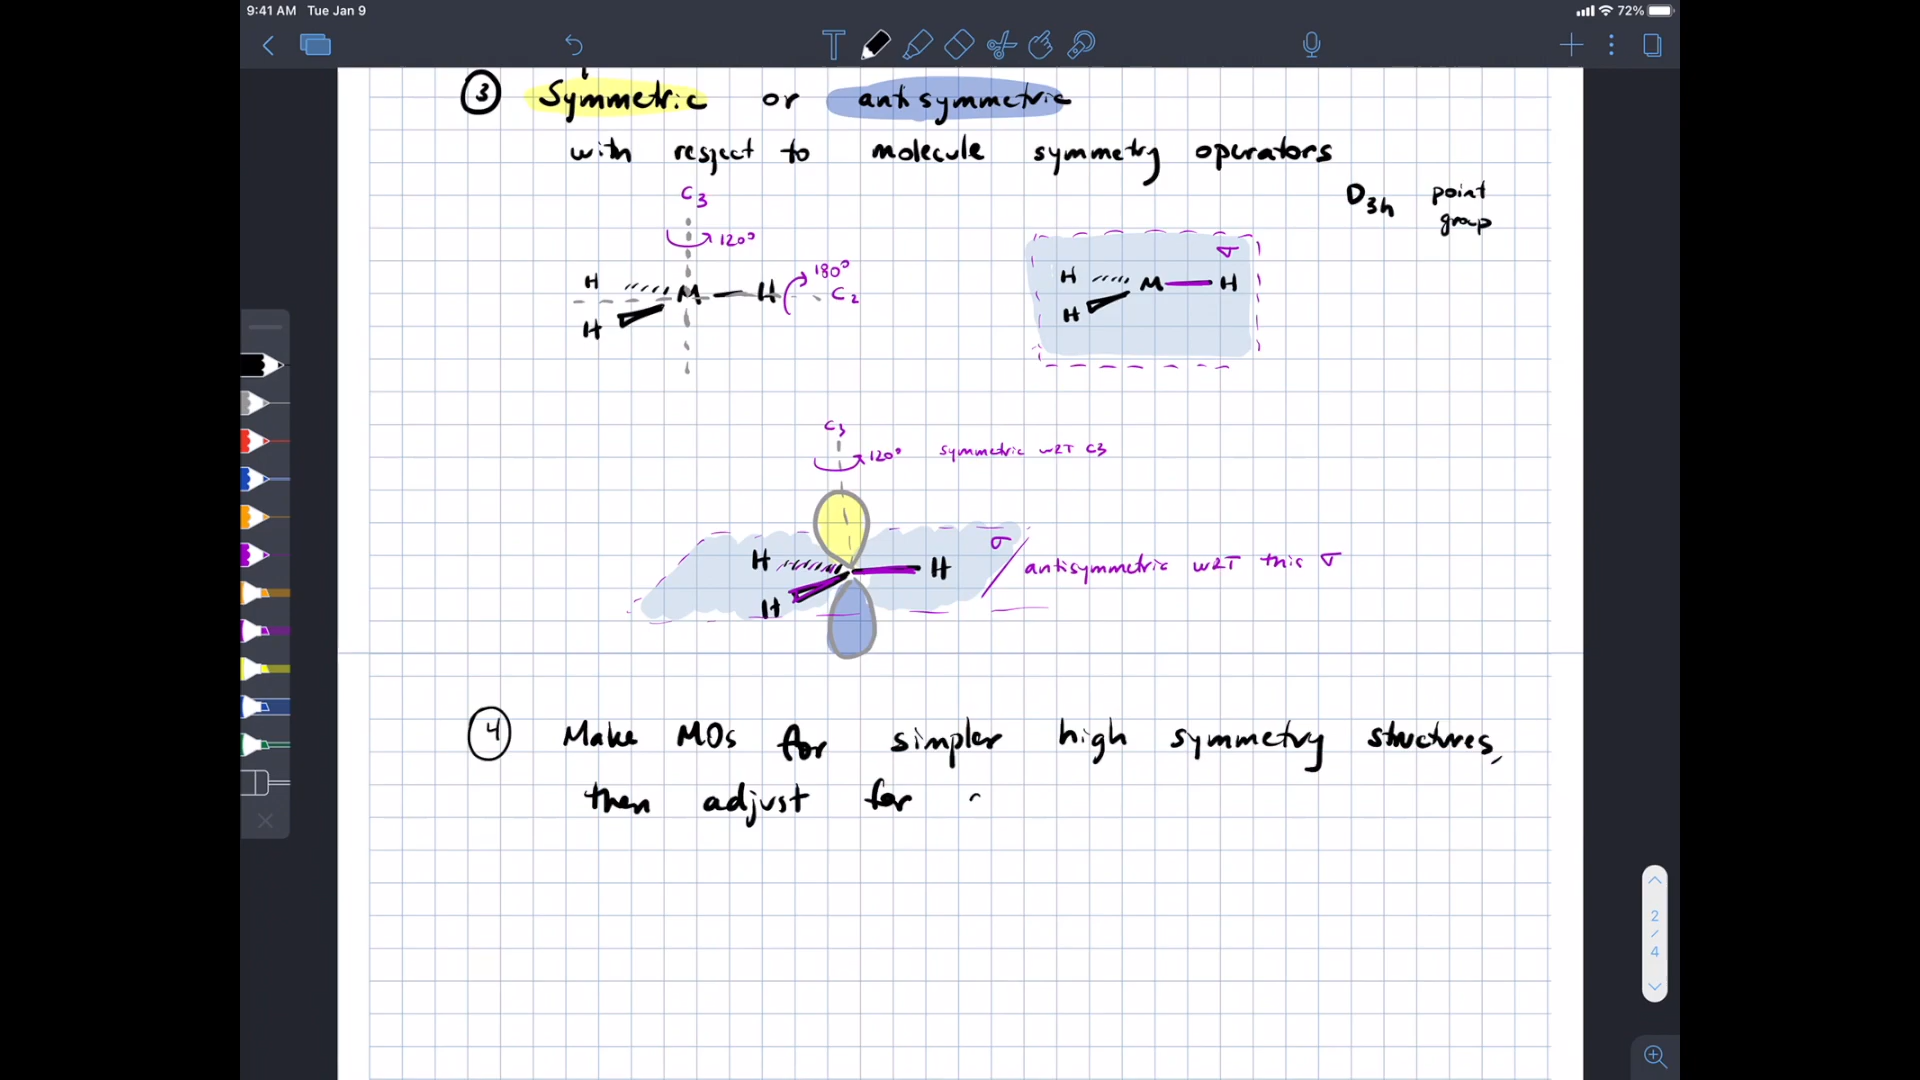 9:41 AM Tue Jan 9
72%
③ Symmetric or antisymmetric
with respect to molecule symmetry operators
D3h point
group
C3
120°
180°
H M H C2
H
σ
H M H
H
C3
120° symmetric WRT C3
σ
H H antisymmetric WRT this σ
H
④ Make MOs for simpler high symmetry structures,
then adjust for
2
/
4